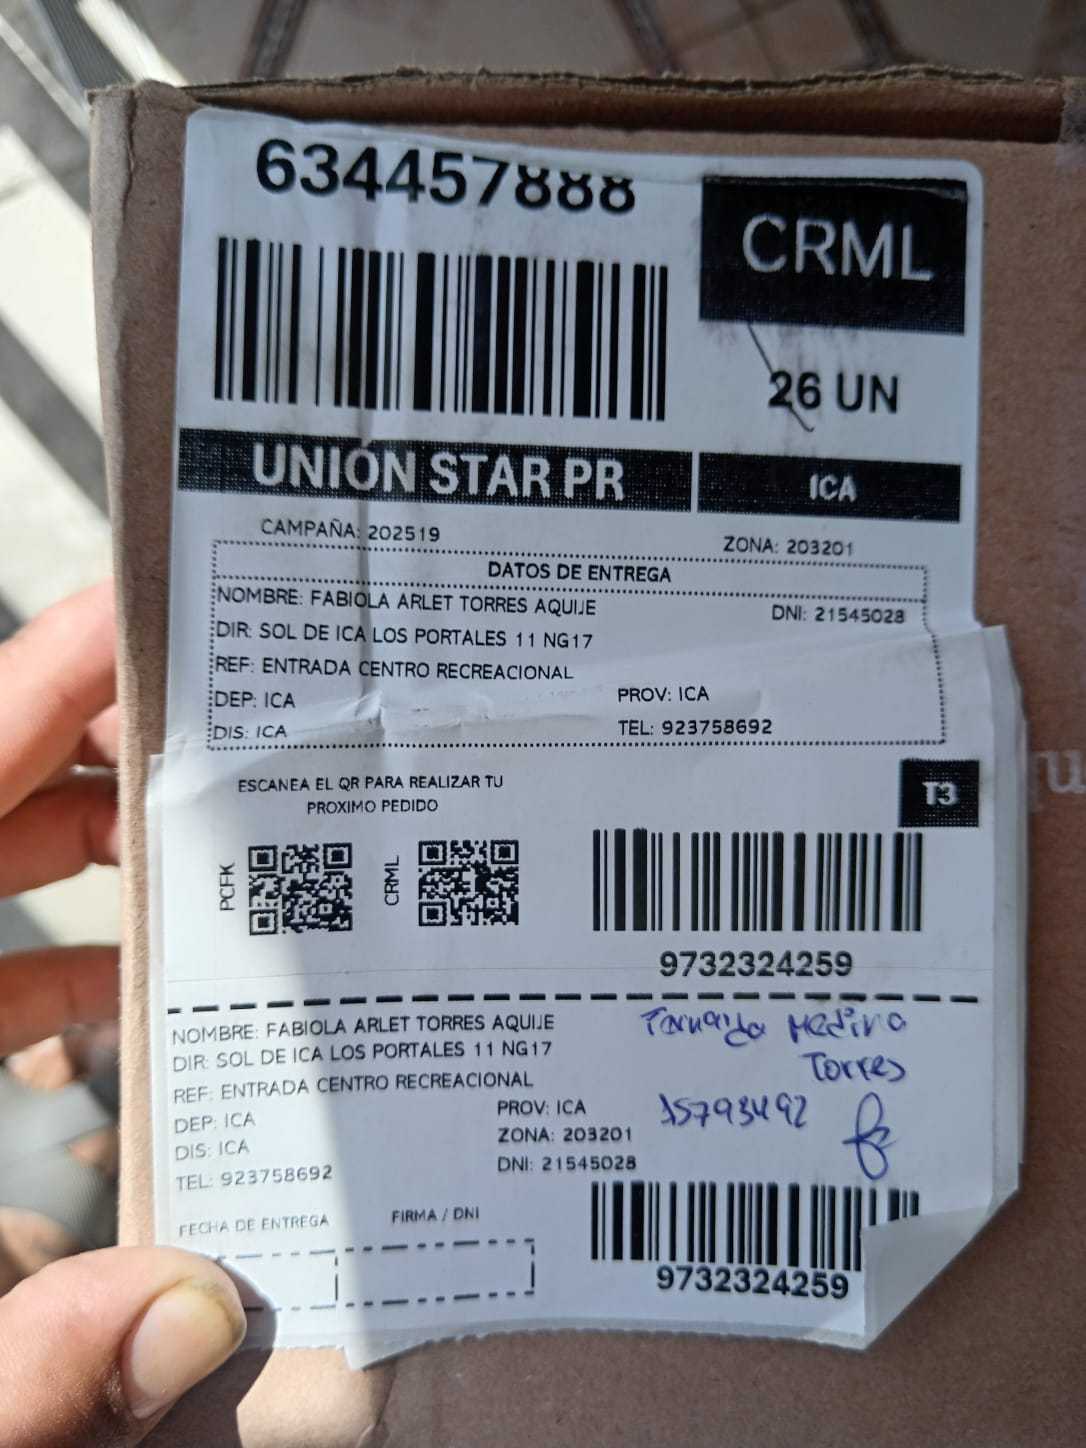 634457888
CRML
26 UN
UNIÓN STAR PR
ICA
CAMPAÑA: 202519
ZONA: 203201
DATOS DE ENTREGA
NOMBRE: FABIOLA ARLET TORRES AQUIJE
DNI: 21545028
DIR: SOL DE ICA LOS PORTALES 11 NG17
REF: ENTRADA CENTRO RECREACIONAL
DEP: ICA
PROV: ICA
DIS: ICA
TEL: 923758692
ESCANEA EL QR PARA REALIZAR TU
PROXIMO PEDIDO
T3
PCFK
CRML
9732324259
NOMBRE: FABIOLA ARLET TORRES AQUIJE
DIR: SOL DE ICA LOS PORTALES 11 NG17
REF: ENTRADA CENTRO RECREACIONAL
DEP: ICA
PROV: ICA
DIS: ICA
ZONA: 203201
TEL: 923758692
DNI: 21545028
Medina
Torres
15793492
FECHA DE ENTREGA
FIRMA / DNI
9732324259